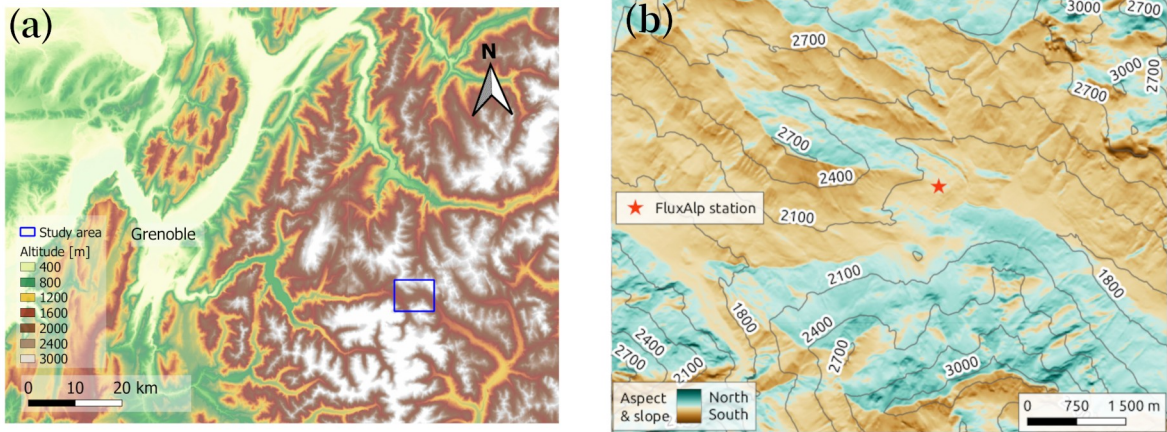 (a)
N
Grenoble
Study area
Altitude [m]
400
800
1200
1600
2000
2400
3000
0 10 20 km
(b)
3000
2700
2700
3000
2700
2700
2700
2400
FluxAlp station
2100
2100
1800
1800
2400
2400
2700
2700
2100
3000
Aspect
& slope
North
South
0 750 1 500 m